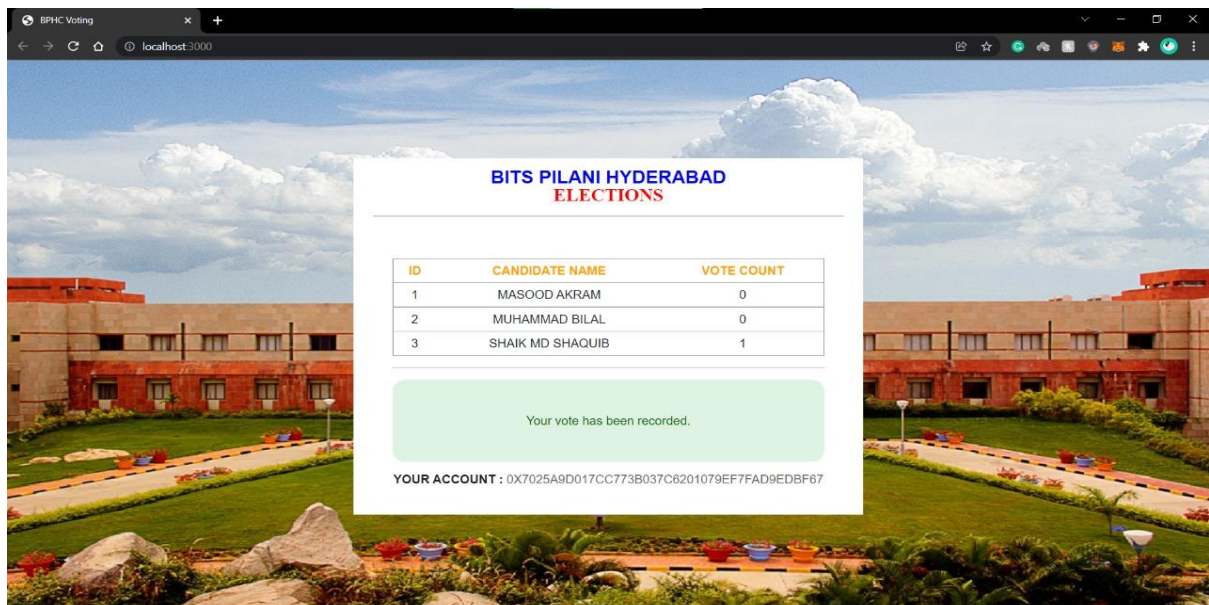 BPHC Voting
localhost:3000
BITS PILANI HYDERABAD
ELECTIONS
ID CANDIDATE NAME VOTE COUNT
1 MASOOD AKRAM 0
2 MUHAMMAD BILAL 0
3 SHAIK MD SHAQUIB 1
Your vote has been recorded.
YOUR ACCOUNT : 0X7025A9D017CC773B037C6201079EF7FAD9EDBF67